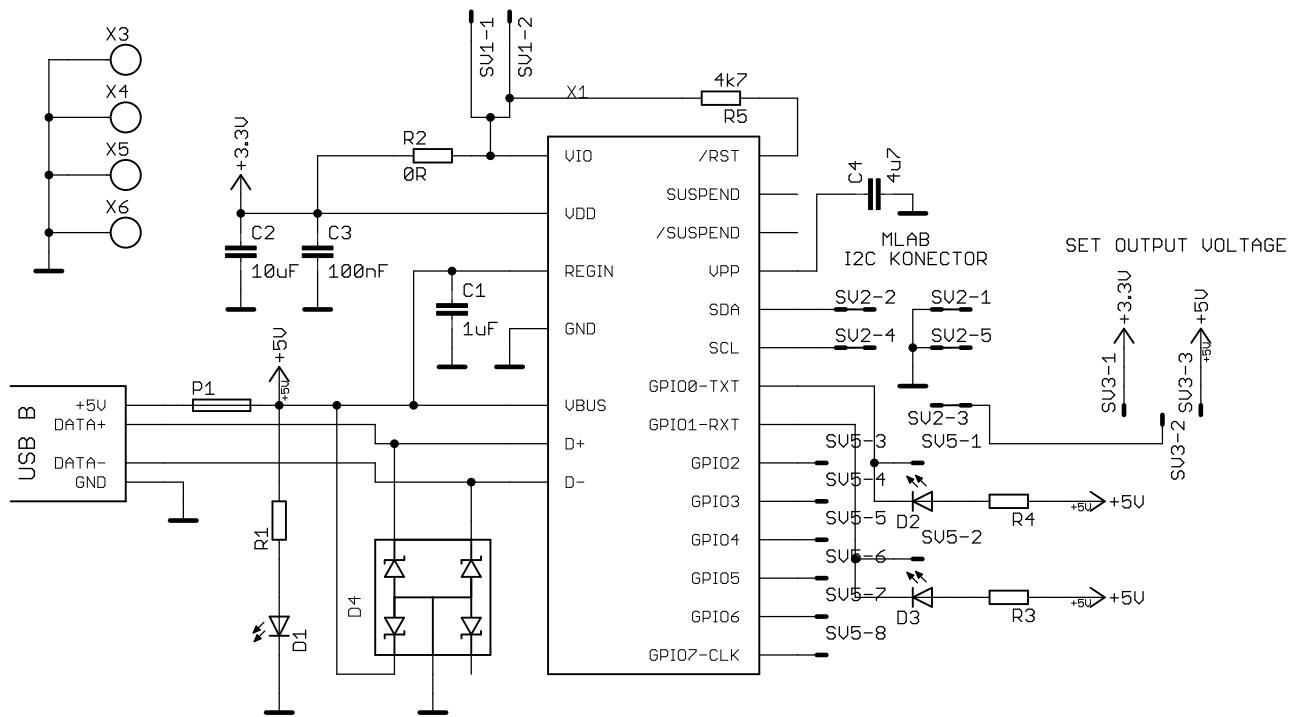 X3
X4
X5
X6
SV1-1
SV1-2
X1
4k7
R5
R2
0R
+3.3V
C2
10uF
C3
100nF
C1
1uF
VIO
VDD
REGIN
GND
VBUS
D+
D-
/RST
SUSPEND
/SUSPEND
VPP
SDA
SCL
GPIO0-TXT
GPIO1-RXT
GPIO2
GPIO3
GPIO4
GPIO5
GPIO6
GPIO7-CLK
C4
4u7
MLAB
I2C KONECTOR
SV2-2
SV2-1
SV2-4
SV2-5
SV2-3
SET OUTPUT VOLTAGE
+3.3V
+5V
+5V
SV3-1
SV3-3
SV3-2
SV5-3
SV5-1
SV5-4
SV5-5
SV5-2
SV5-6
SV5-7
SV5-8
D2
R4
+5V
+5V
D3
R3
+5V
+5V
USB B
+5V
DATA+
DATA-
GND
P1
+5V
+5V
R1
D1
D4